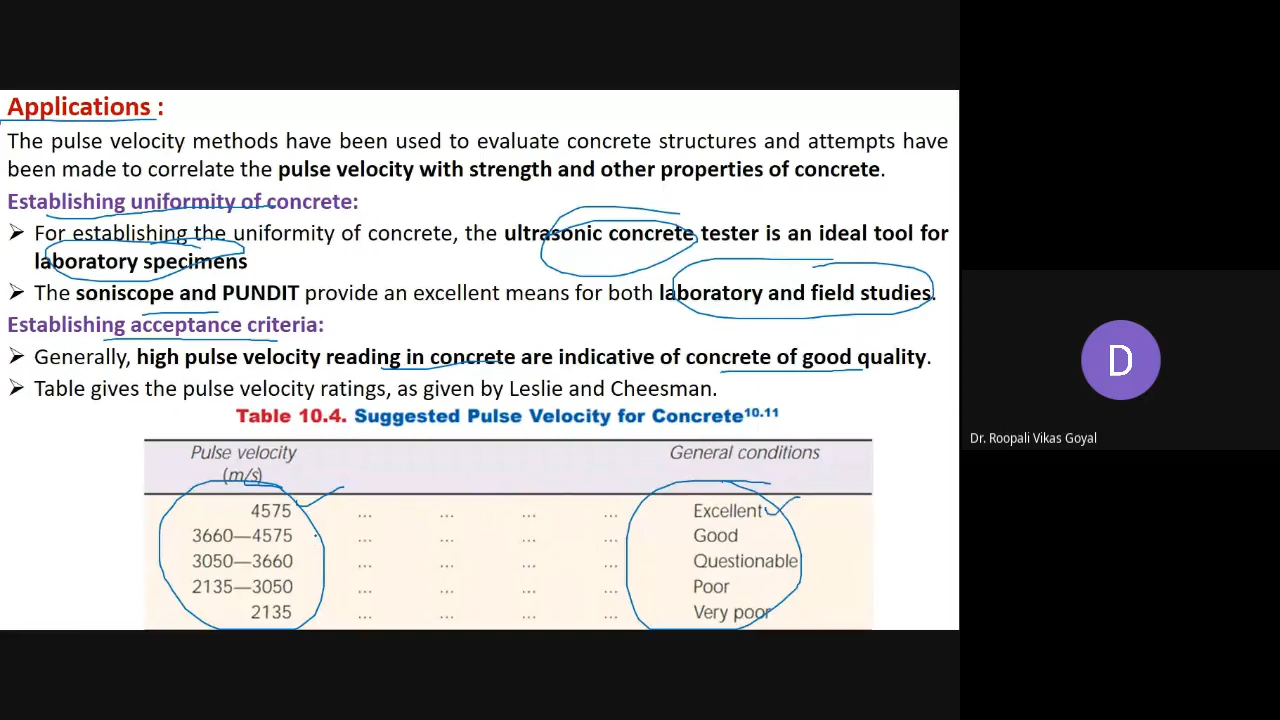 Applications :
The pulse velocity methods have been used to evaluate concrete structures and attempts have
been made to correlate the pulse velocity with strength and other properties of concrete.
Establishing uniformity of concrete:
➢ For establishing the uniformity of concrete, the ultrasonic concrete tester is an ideal tool for
laboratory specimens
➢ The soniscope and PUNDIT provide an excellent means for both laboratory and field studies.
Establishing acceptance criteria:
➢ Generally, high pulse velocity reading in concrete are indicative of concrete of good quality.
➢ Table gives the pulse velocity ratings, as given by Leslie and Cheesman.
Table 10.4. Suggested Pulse Velocity for Concrete10.11
Pulse velocity General conditions
(m/s)
4575 ... ... ... ... Excellent
3660—4575 ... ... ... ... Good
3050—3660 ... ... ... ... Questionable
2135—3050 ... ... ... ... Poor
2135 ... ... ... ... Very poor
D
Dr. Roopali Vikas Goyal